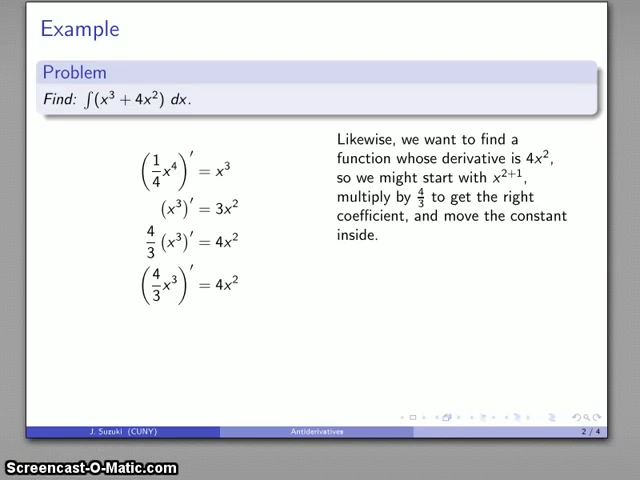 Example
Problem
Find: ∫(x³ + 4x²) dx.
(1/4 x⁴)′ = x³
(x³)′ = 3x²
4/3 (x³)′ = 4x²
(4/3 x³)′ = 4x²
Likewise, we want to find a
function whose derivative is 4x²,
so we might start with x²⁺¹,
multiply by 4/3 to get the right
coefficient, and move the constant
inside.
J. Suzuki (CUNY)
Antiderivatives
2 / 4
Screencast-O-Matic.com